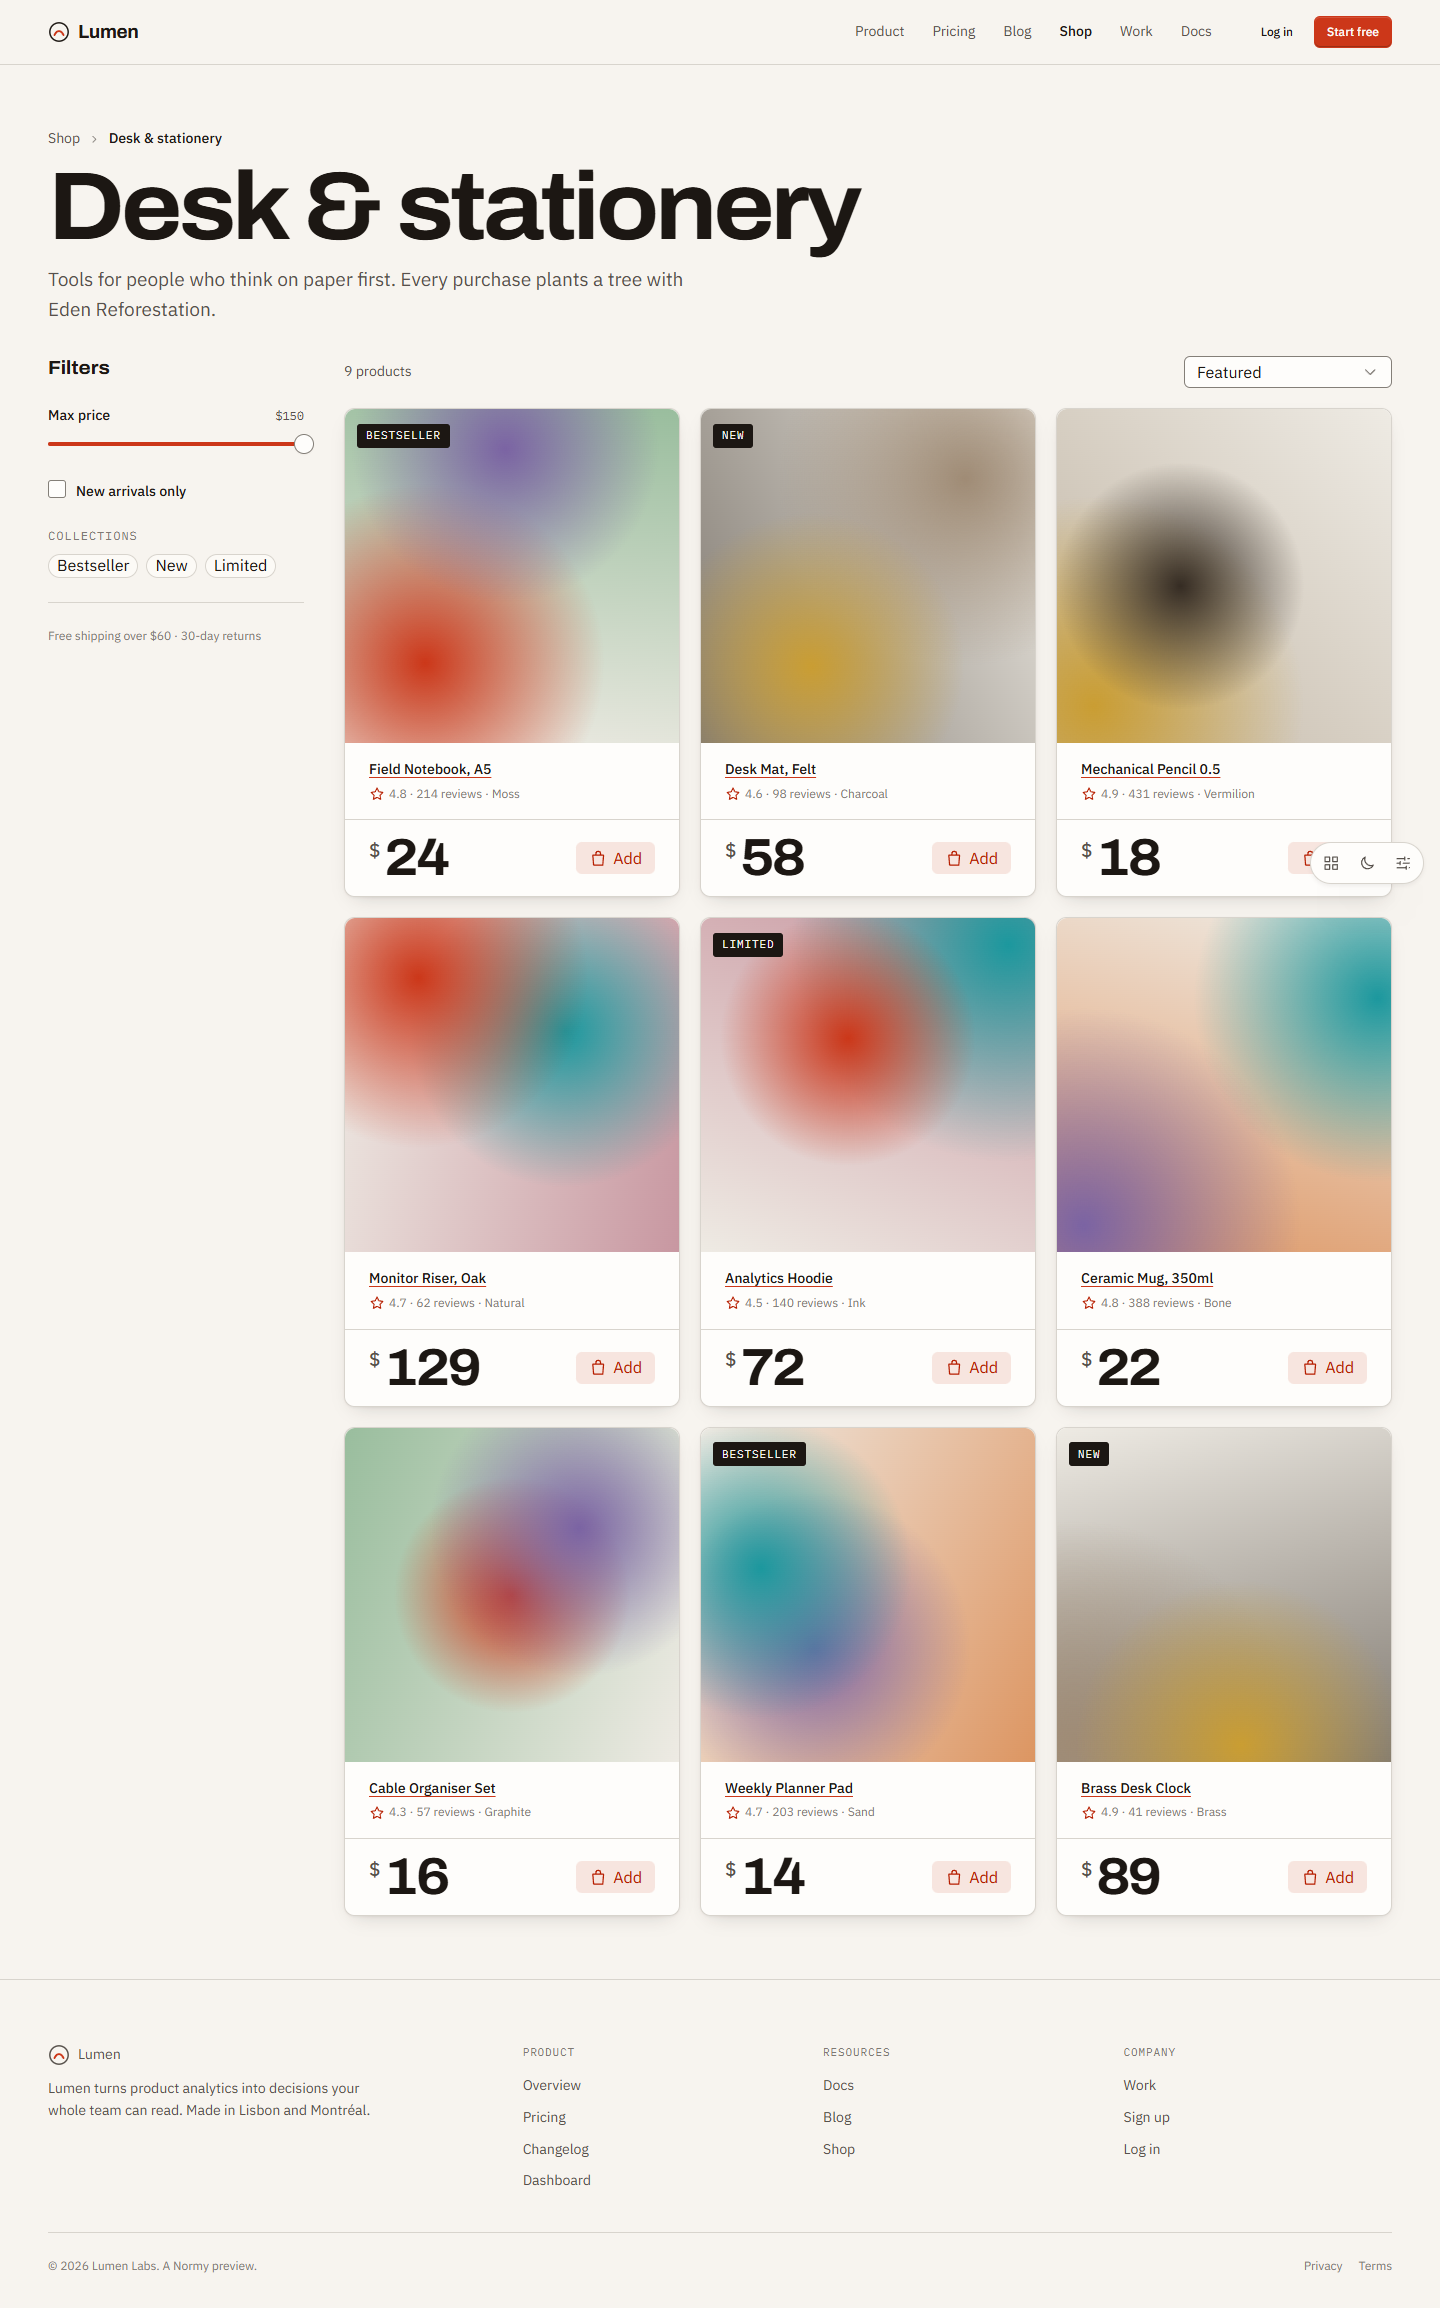 Lumen
Product Pricing Blog Shop Work Docs Log in Start free
Shop › Desk & stationery
Desk & stationery
Tools for people who think on paper first. Every purchase plants a tree with
Eden Reforestation.
Filters
Max price $150
New arrivals only
COLLECTIONS
Bestseller New Limited
Free shipping over $60 · 30-day returns
9 products
Featured
BESTSELLER
Field Notebook, A5
4.8 · 214 reviews · Moss
$ 24
Add
NEW
Desk Mat, Felt
4.6 · 98 reviews · Charcoal
$ 58
Add
Mechanical Pencil 0.5
4.9 · 431 reviews · Vermilion
$ 18
Monitor Riser, Oak
4.7 · 62 reviews · Natural
$ 129
Add
LIMITED
Analytics Hoodie
4.5 · 140 reviews · Ink
$ 72
Add
Ceramic Mug, 350ml
4.8 · 388 reviews · Bone
$ 22
Add
Cable Organiser Set
4.3 · 57 reviews · Graphite
$ 16
Add
BESTSELLER
Weekly Planner Pad
4.7 · 203 reviews · Sand
$ 14
Add
NEW
Brass Desk Clock
4.9 · 41 reviews · Brass
$ 89
Add
Lumen
Lumen turns product analytics into decisions your
whole team can read. Made in Lisbon and Montréal.
PRODUCT
Overview
Pricing
Changelog
Dashboard
RESOURCES
Docs
Blog
Shop
COMPANY
Work
Sign up
Log in
© 2026 Lumen Labs. A Normy preview.
Privacy Terms